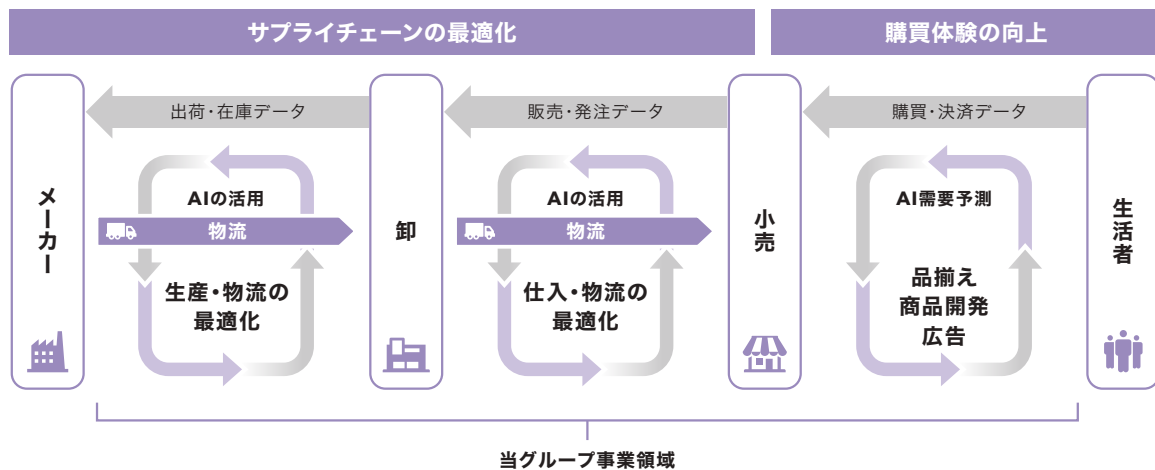 サプライチェーンの最適化
購買体験の向上
出荷・在庫データ
販売・発注データ
購買・決済データ
メーカー
AIの活用
物流
生産・物流の
最適化
卸
AIの活用
物流
仕入・物流の
最適化
小売
AI需要予測
品揃え
商品開発
広告
生活者
当グループ事業領域